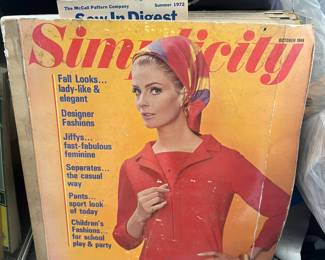 The McCall Pattern Company
Summer 1972
Sew In Digest
Simplicity
Fall Looks...
lady-like &
elegant
Designer
Fashions
Jiffys...
fast-fabulous
feminine
Separates...
the casual
way
Pants...
sport look
of today
Children's
Fashions...
for school
play & party